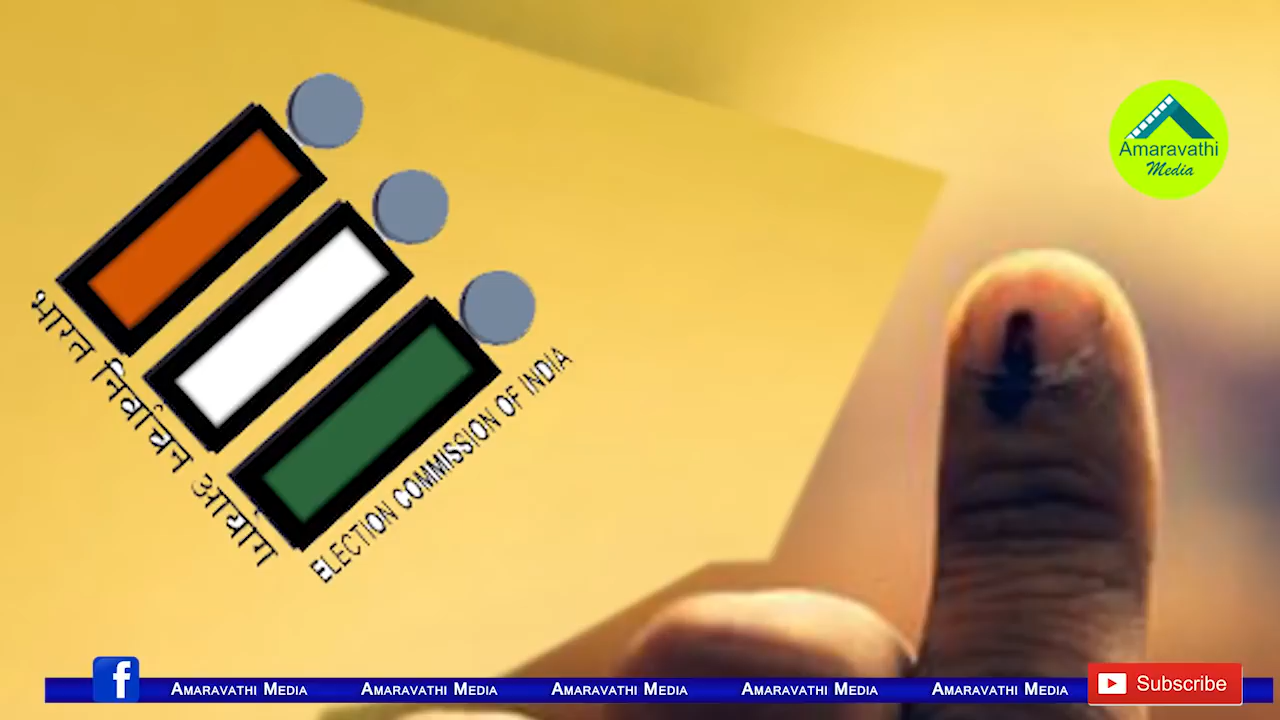 Amaravathi
Media
भारत निर्वाचन आयोग
ELECTION COMMISSION OF INDIA
f
AMARAVATHI MEDIA AMARAVATHI MEDIA AMARAVATHI MEDIA AMARAVATHI MEDIA AMARAVATHI MEDIA
Subscribe